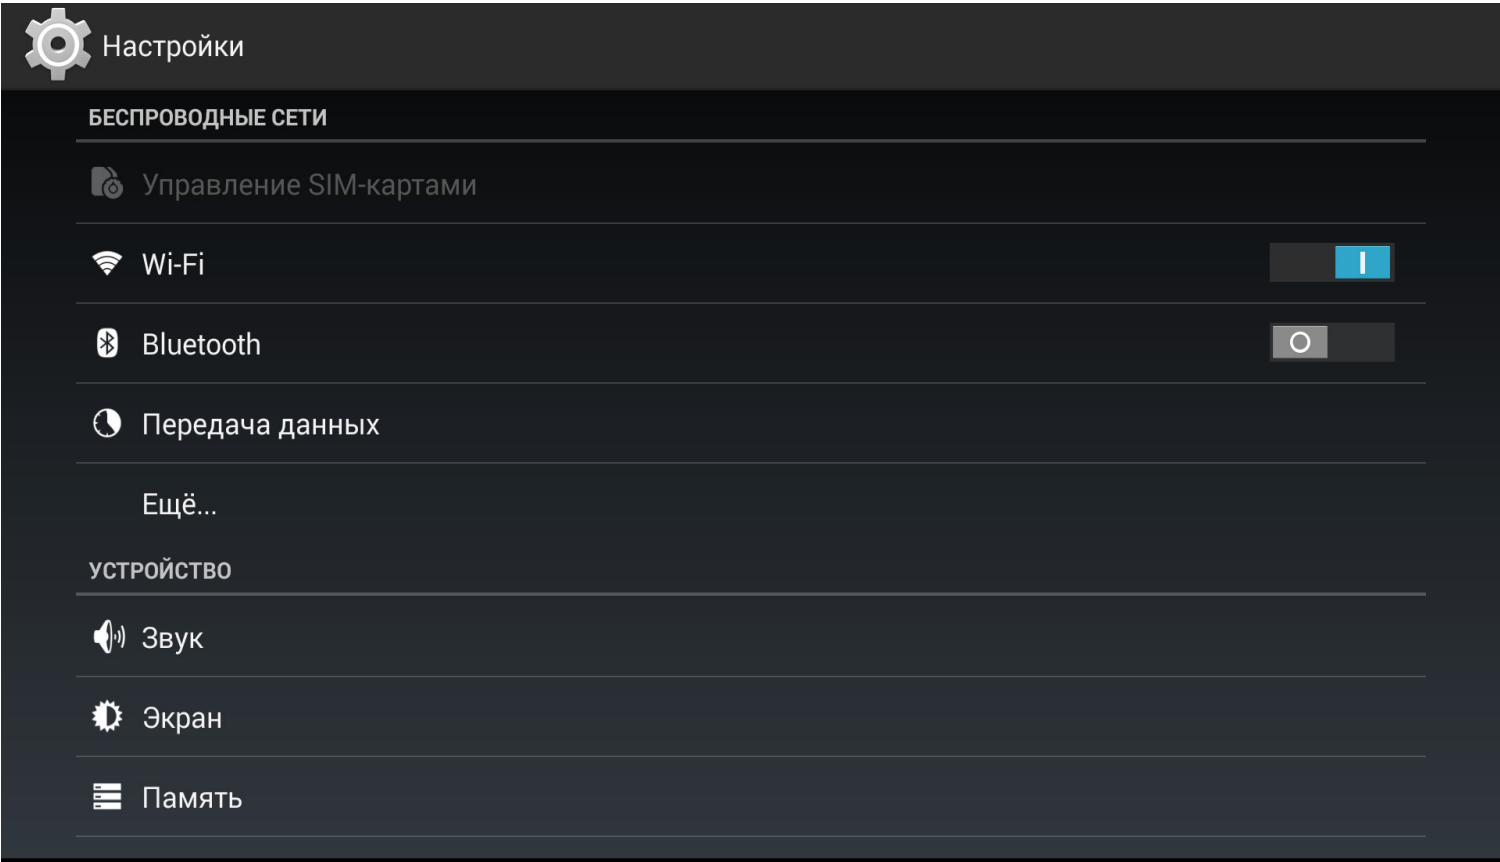 Настройки
БЕСПРОВОДНЫЕ СЕТИ
Управление SIM-картами
Wi-Fi
Bluetooth
Передача данных
Ещё...
УСТРОЙСТВО
Звук
Экран
Память